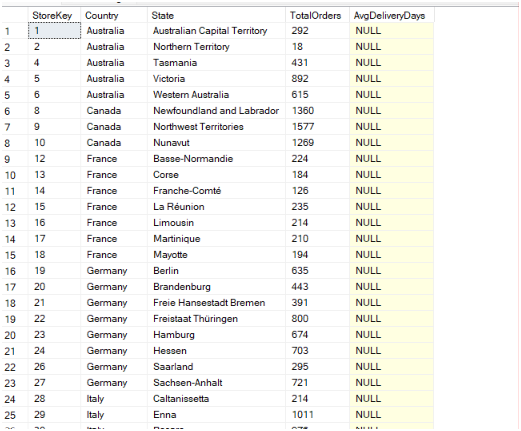 StoreKey Country State TotalOrders AvgDeliveryDays
1 1 Australia Australian Capital Territory 292 NULL
2 2 Australia Northern Territory 18 NULL
3 4 Australia Tasmania 431 NULL
4 5 Australia Victoria 892 NULL
5 6 Australia Western Australia 615 NULL
6 8 Canada Newfoundland and Labrador 1360 NULL
7 9 Canada Northwest Territories 1577 NULL
8 10 Canada Nunavut 1269 NULL
9 12 France Basse-Normandie 224 NULL
10 13 France Corse 184 NULL
11 14 France Franche-Comté 126 NULL
12 15 France La Réunion 235 NULL
13 16 France Limousin 214 NULL
14 17 France Martinique 210 NULL
15 18 France Mayotte 194 NULL
16 19 Germany Berlin 635 NULL
17 20 Germany Brandenburg 443 NULL
18 21 Germany Freie Hansestadt Bremen 391 NULL
19 22 Germany Freistaat Thüringen 800 NULL
20 23 Germany Hamburg 674 NULL
21 24 Germany Hessen 703 NULL
22 26 Germany Saarland 295 NULL
23 27 Germany Sachsen-Anhalt 721 NULL
24 28 Italy Caltanissetta 214 NULL
25 29 Italy Enna 1011 NULL